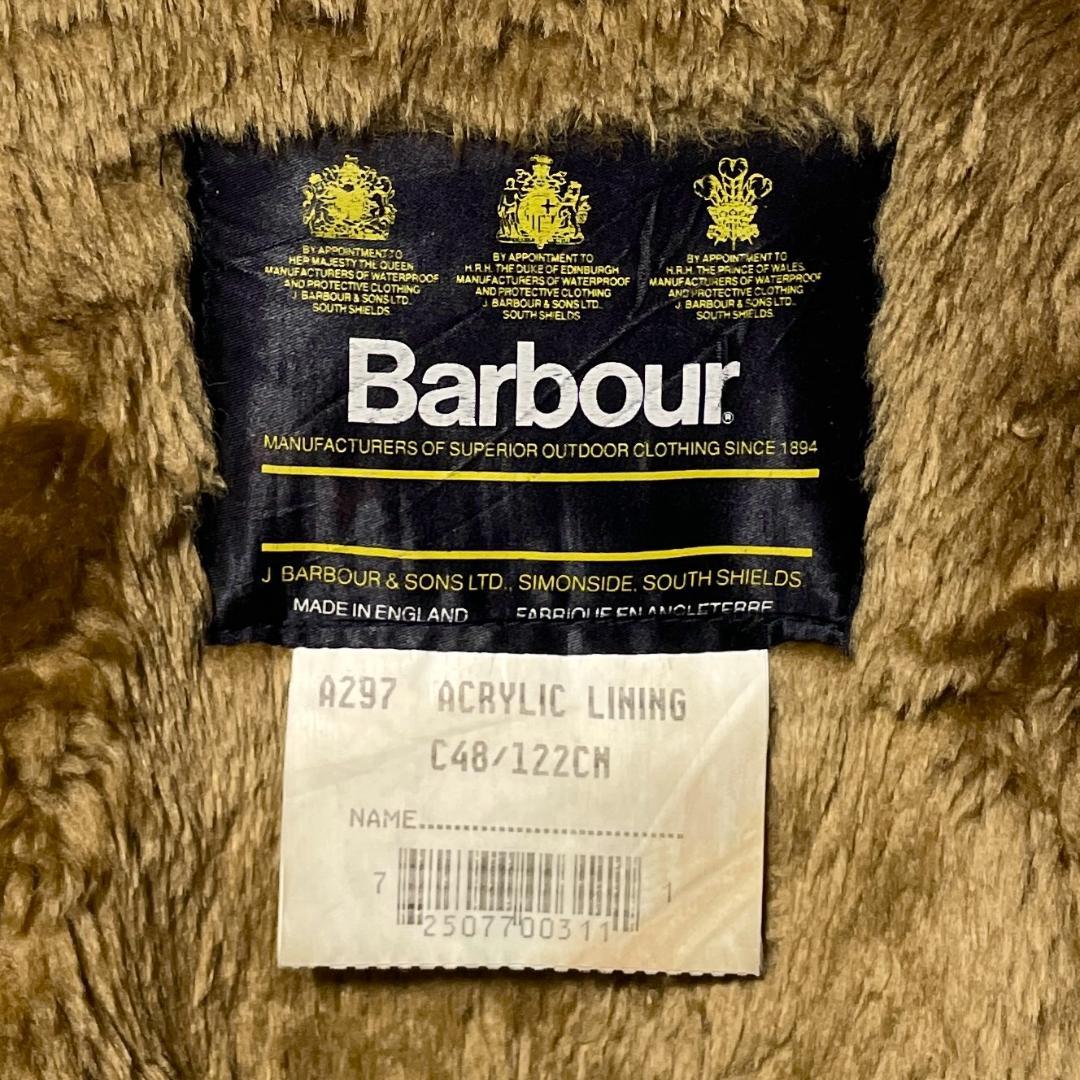 BY APPOINTMENT TO
HER MAJESTY THE QUEEN
MANUFACTURERS OF WATERPROOF
AND PROTECTIVE CLOTHING
J. BARBOUR & SONS LTD.
SOUTH SHIELDS
BY APPOINTMENT TO
H.R.H. THE DUKE OF EDINBURGH
MANUFACTURERS OF WATERPROOF
AND PROTECTIVE CLOTHING
J. BARBOUR & SONS LTD.
SOUTH SHIELDS
BY APPOINTMENT TO
H.R.H. THE PRINCE OF WALES
MANUFACTURERS OF WATERPROOF
AND PROTECTIVE CLOTHING
J. BARBOUR & SONS LTD.
SOUTH SHIELDS
Barbour®
MANUFACTURERS OF SUPERIOR OUTDOOR CLOTHING SINCE 1894
J. BARBOUR & SONS LTD., SIMONSIDE, SOUTH SHIELDS
MADE IN ENGLAND FABRIQUE EN ANGLETERRE
A297 ACRYLIC LINING
C48/122CM
NAME..............................
7 25077 00311 1